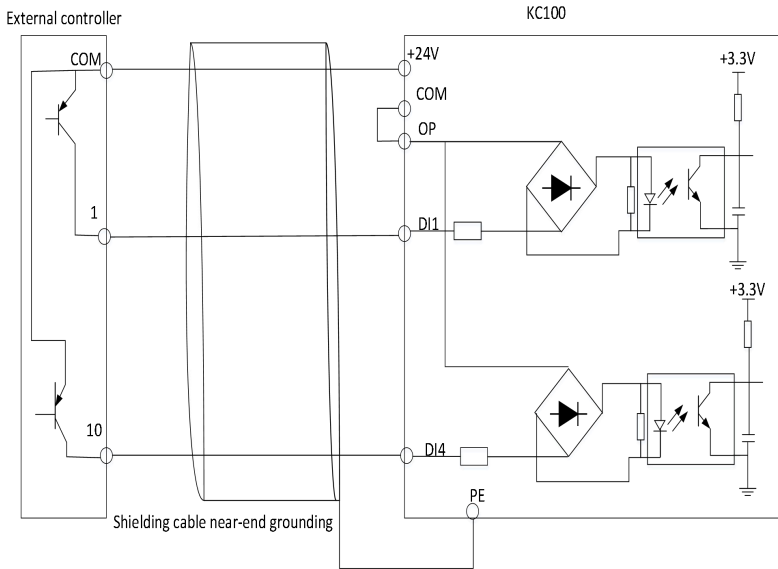 External controller
KC100
COM
+24V
+3.3V
COM
OP
1
DI1
+3.3V
10
DI4
PE
Shielding cable near-end grounding